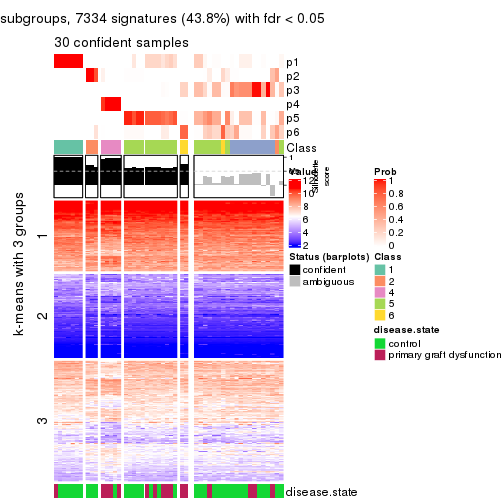 subgroups, 7334 signatures (43.8%) with fdr < 0.05
30 confident samples
p1
p2
p3
p4
p5
p6
Class
1
Silhouette
score
k-means with 3 groups
1
2
3
disease.state
Value
12
10
8
6
4
2
Prob
1
0.8
0.6
0.4
0.2
0
Status (barplots)
confident
ambiguous
Class
1
2
4
5
6
disease.state
control
primary graft dysfunction